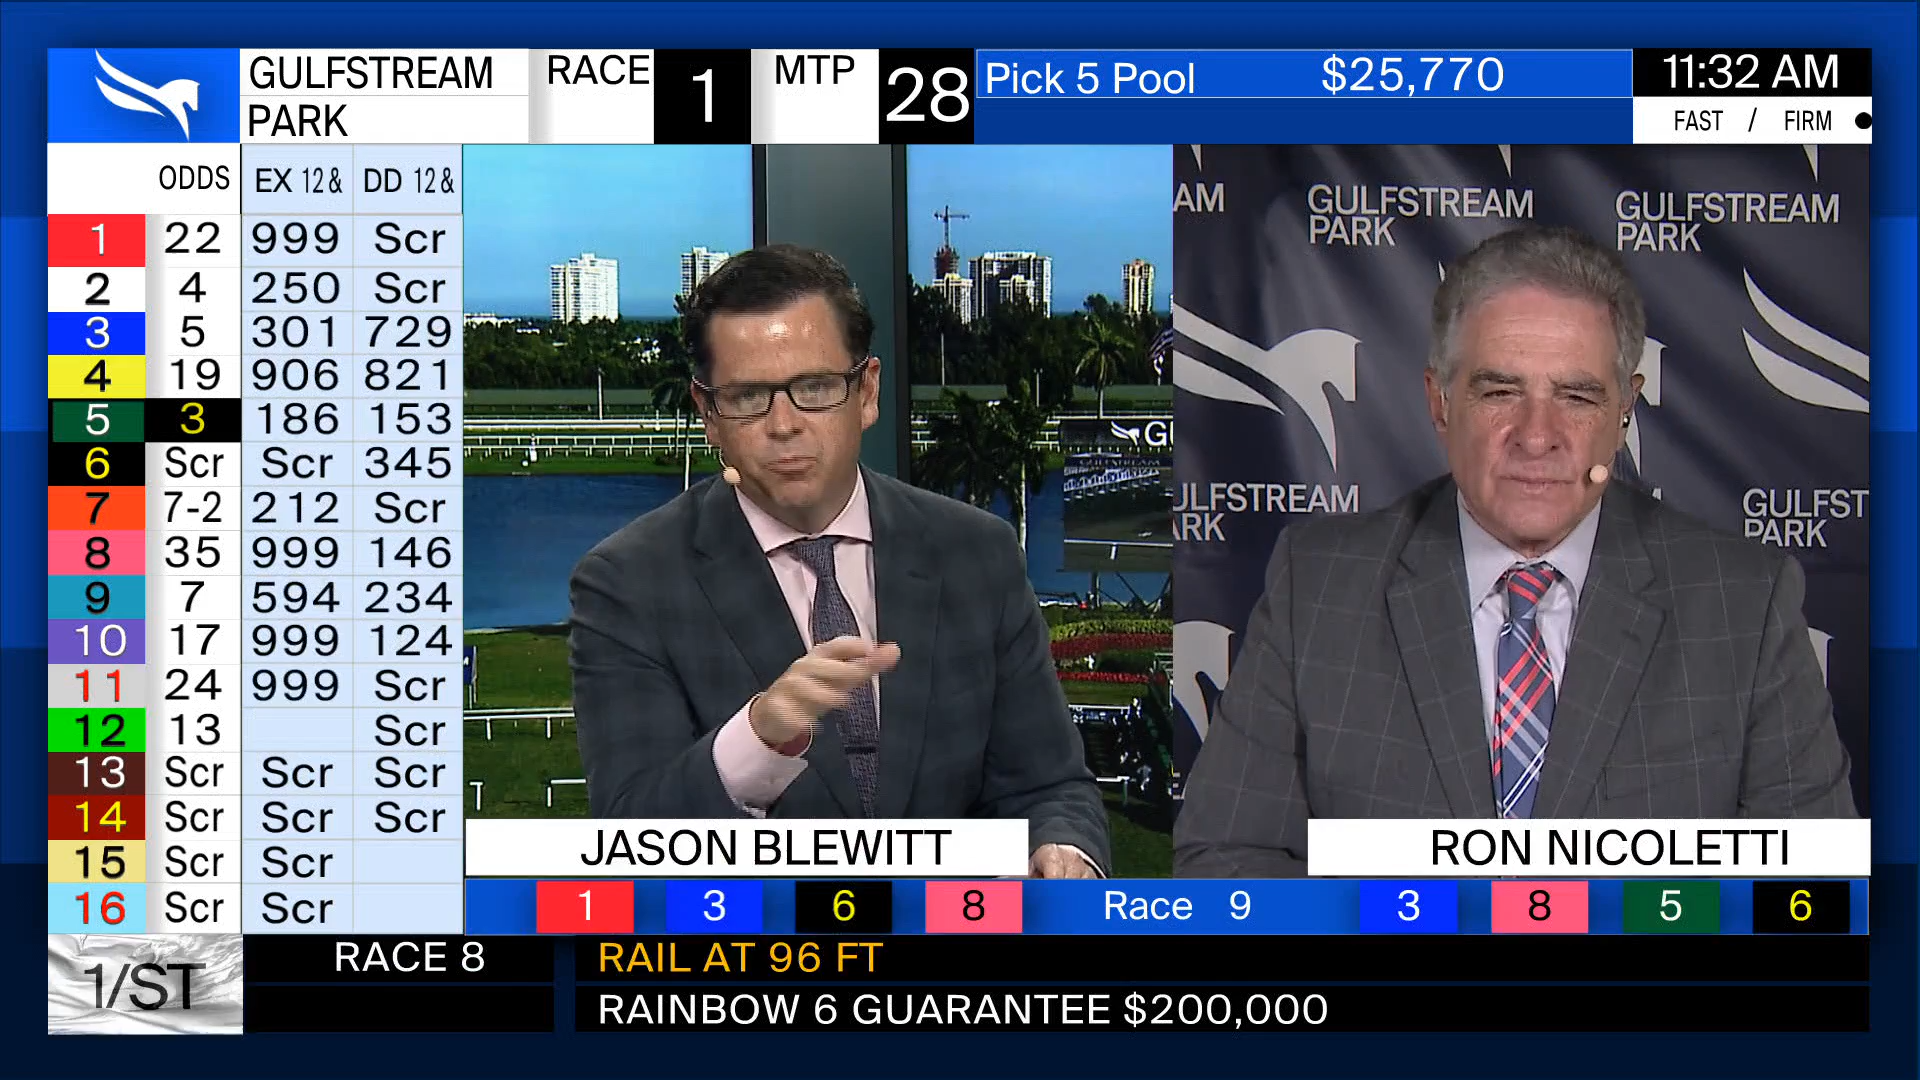 GULFSTREAM
PARK
RACE 1 MTP 28
Pick 5 Pool $25,770
11:32 AM
FAST / FIRM
ODDS EX 12& DD 12&
1 22 999 Scr
2 4 250 Scr
3 5 301 729
4 19 906 821
5 3 186 153
6 Scr Scr 345
7 7-2 212 Scr
8 35 999 146
9 7 594 234
10 17 999 124
11 24 999 Scr
12 13 Scr
13 Scr Scr Scr
14 Scr Scr Scr
15 Scr Scr
16 Scr Scr
AM
GULFSTREAM
PARK
GULFSTREAM
PARK
G
ULFSTREAM
RK
GULFST
PARK
JASON BLEWITT
RON NICOLETTI
1 3 6 8 Race 9 3 8 5 6
1/ST
RACE 8
RAIL AT 96 FT
RAINBOW 6 GUARANTEE $200,000